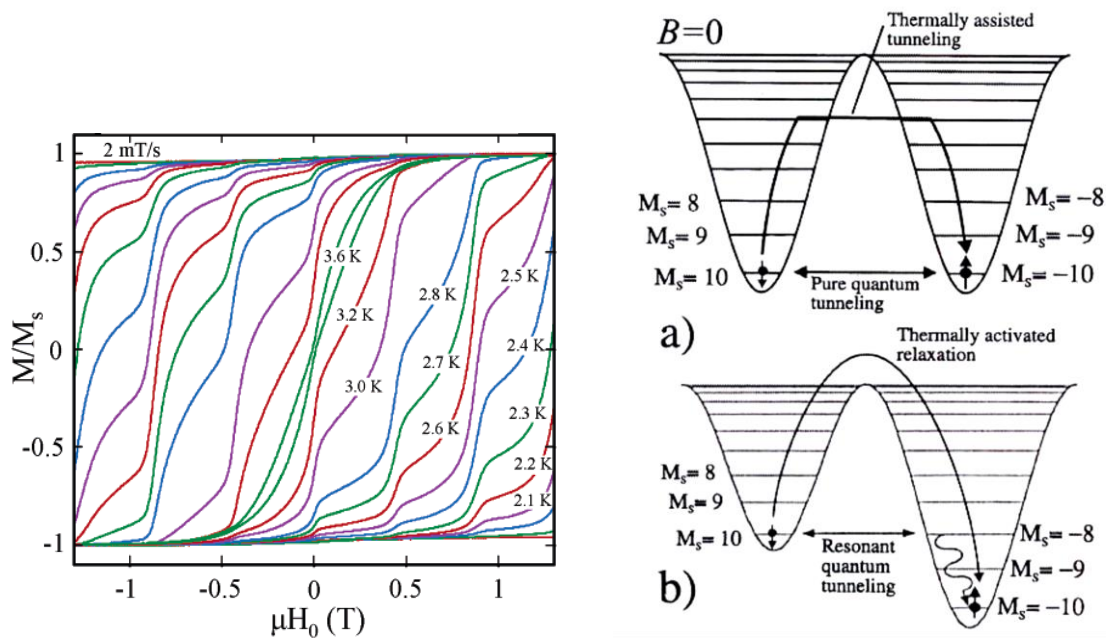 2 mT/s
1
0.5
0
-0.5
-1
M/Mₛ
3.6 K
3.2 K
3.0 K
2.8 K
2.7 K
2.6 K
2.5 K
2.4 K
2.3 K
2.2 K
2.1 K
-1
-0.5
0
0.5
1
μH₀ (T)
B=0
Thermally assisted
tunneling
Mₛ= 8
Mₛ= 9
Mₛ= 10
Mₛ= −8
Mₛ= −9
Mₛ= −10
Pure quantum
tunneling
a)
Thermally activated
relaxation
Mₛ= 8
Mₛ= 9
Mₛ= 10
Mₛ= −8
Mₛ= −9
Mₛ= −10
Resonant
quantum
tunneling
b)